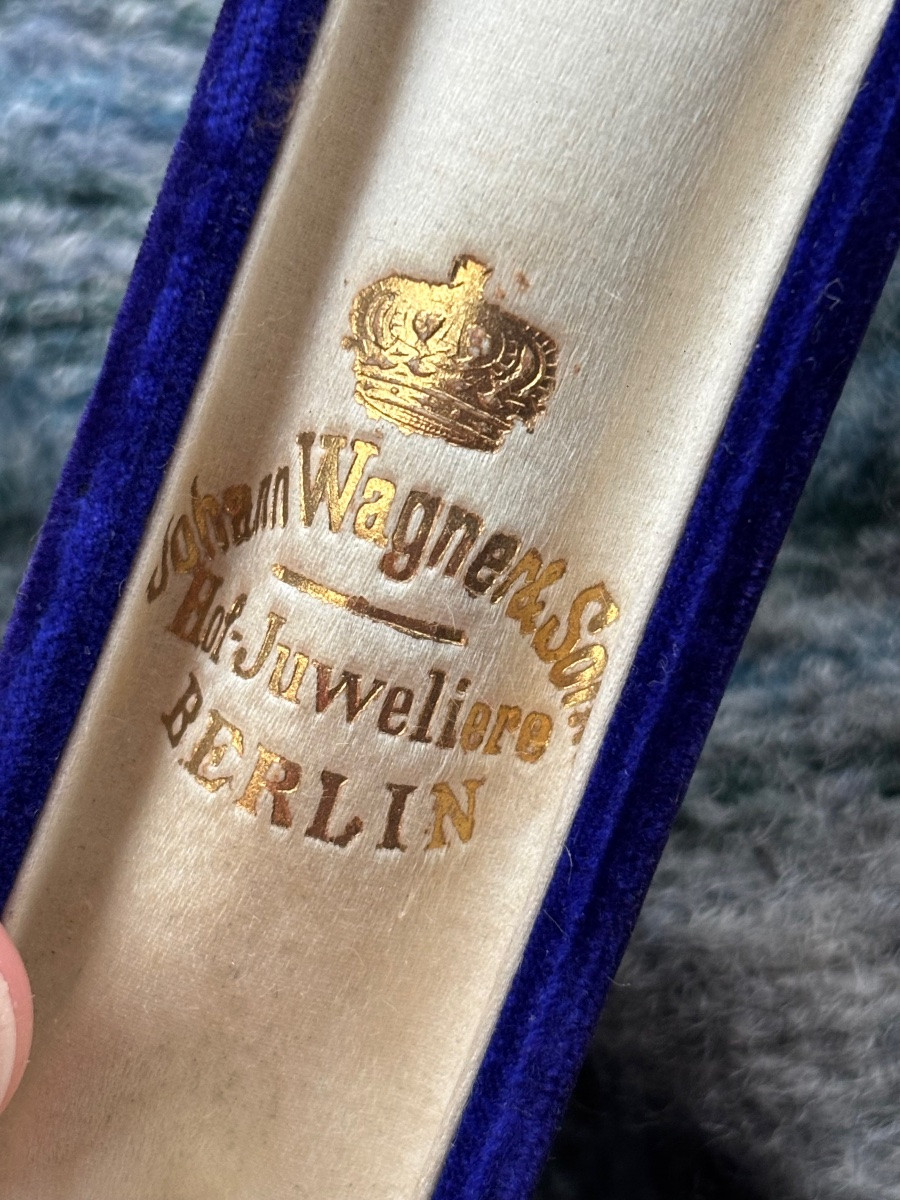 Johann Wagner & Sohn
Hof-Juweliere
BERLIN